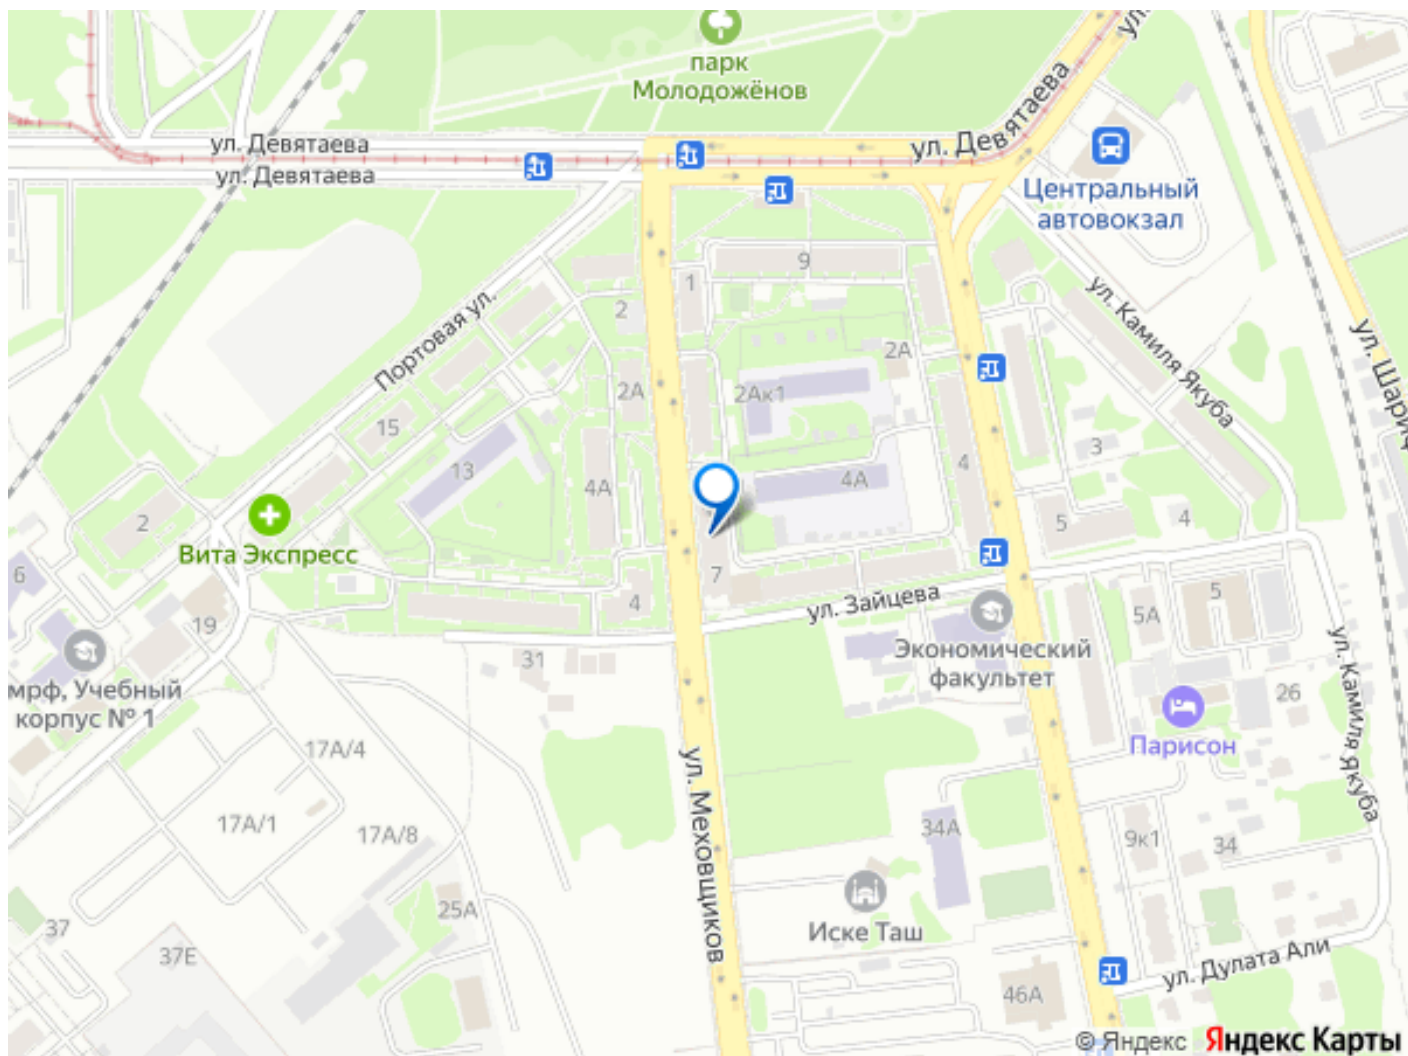 ул.
парк
Молодожёнов
ул. Девятаева
ул. Девятаева
ул. Девятаева
Центральный
автовокзал
9
1
2
Портовая ул.
ул. Камиля Якуба
ул. Шарич
2А
2А
2Ак1
15
13
4А
4А
4
3
2
Вита Экспресс
5
4
6
7
4
ул. Зайцева
5
5А
19
31
Экономический
факультет
мрф, Учебный
корпус № 1
26
Парисон
ул. Камиля Якуба
17А/4
17А/1
17А/8
ул. Меховщиков
34А
9к1
34
25А
37
37Е
Иске Таш
46А
ул. Дулата Али
© Яндекс Яндекс Карты